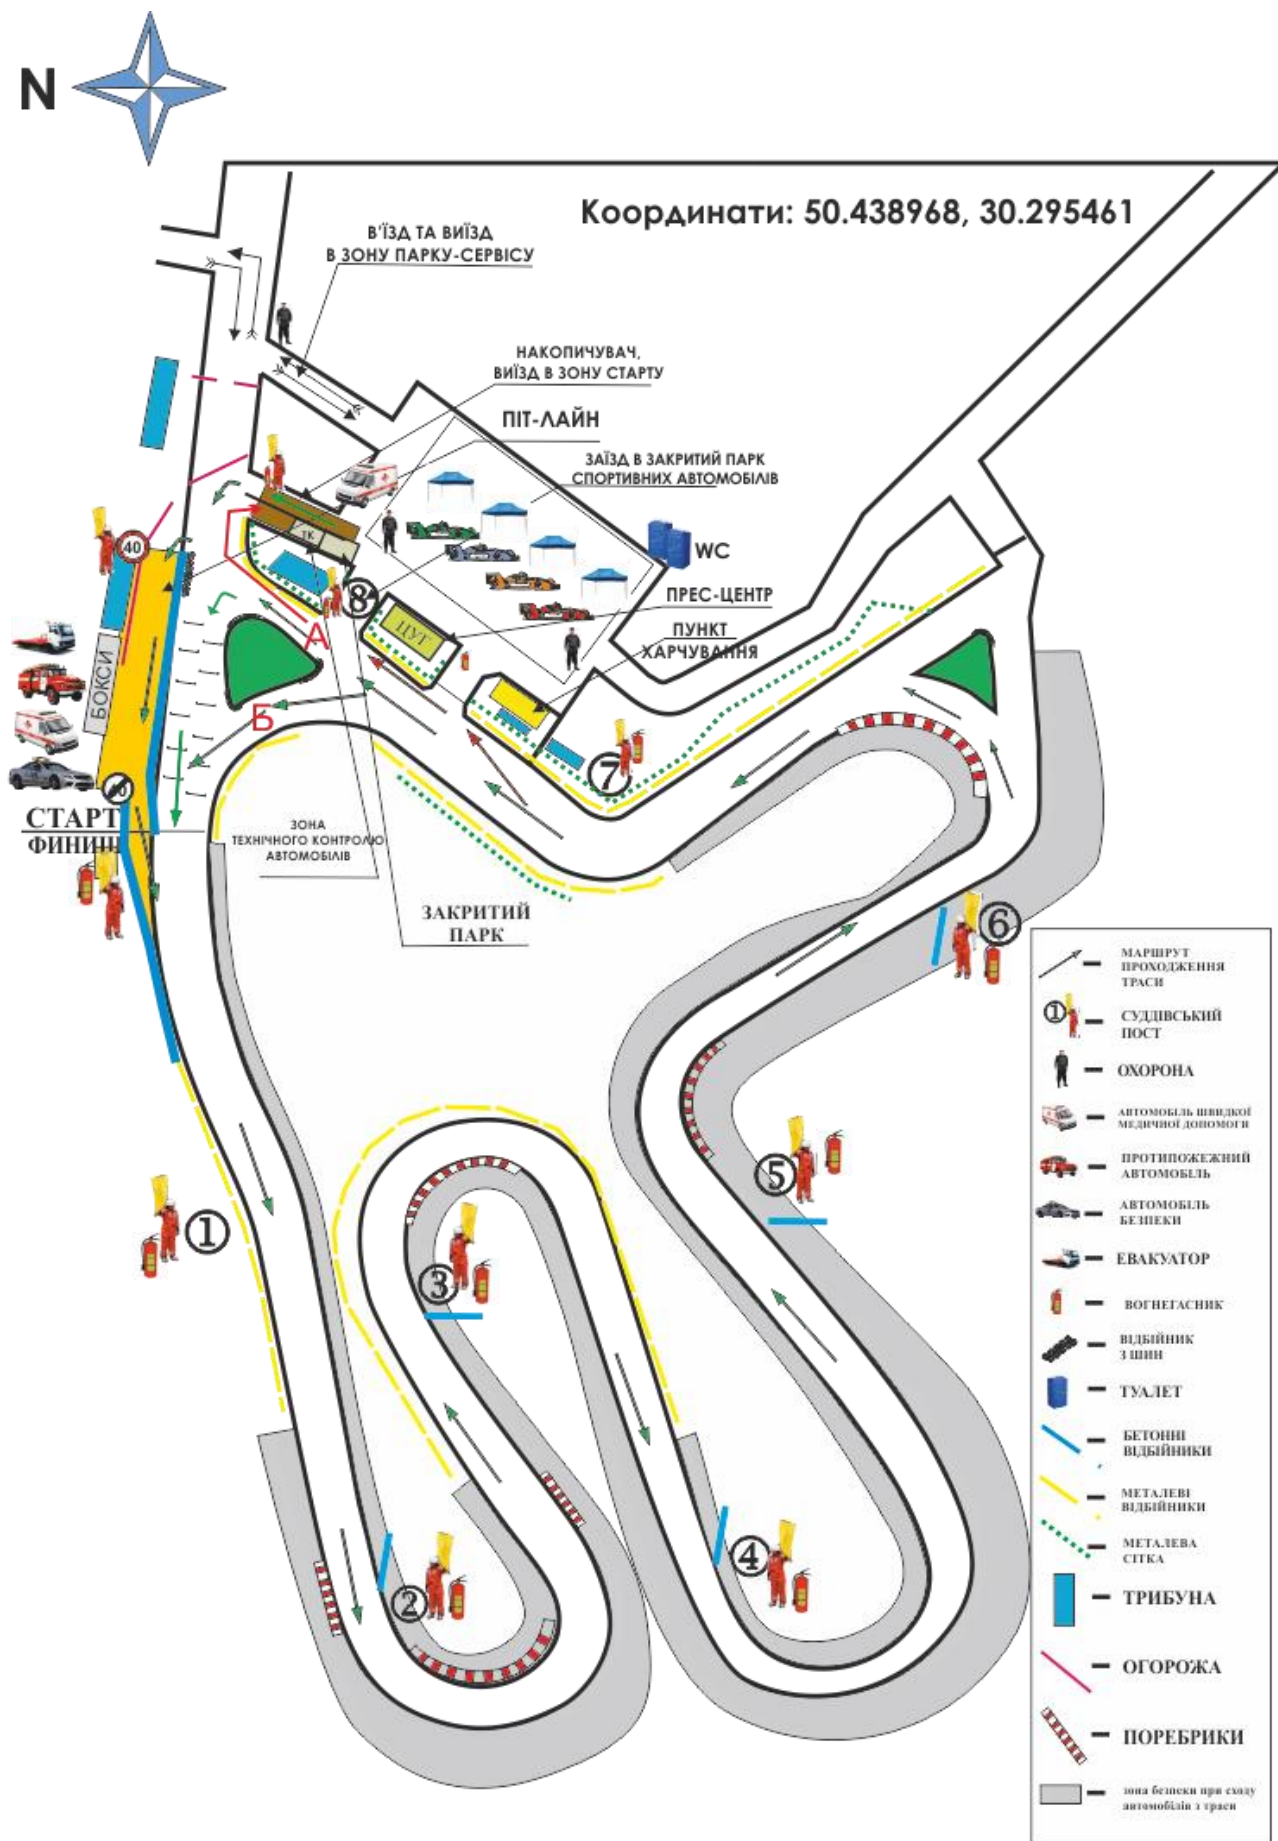 N
Координати: 50.438968, 30.295461
В'ЇЗД ТА ВИЇЗД
В ЗОНУ ПАРКУ-СЕРВІСУ
НАКОПИЧУВАЧ,
ВИЇЗД В ЗОНУ СТАРТУ
ПІТ-ЛАЙН
ЗАЇЗД В ЗАКРИТИЙ ПАРК
СПОРТИВНИХ АВТОМОБІЛІВ
ТК
40
WC
8
ПРЕС-ЦЕНТР
ЦУГ
ПУНКТ
ХАРЧУВАННЯ
А
БОКСИ
Б
7
СТАРТ
ФИНИШ
ЗОНА
ТЕХНІЧНОГО КОНТРОЛЮ
АВТОМОБІЛІВ
ЗАКРИТИЙ
ПАРК
6
5
1
3
4
2
МАРШРУТ
ПРОХОДЖЕННЯ
ТРАСИ
1
СУДДІВСЬКИЙ
ПОСТ
ОХОРОНА
АВТОМОБІЛЬ ШВИДКОЇ
МЕДИЧНОЇ ДОПОМОГИ
ПРОТИПОЖЕЖНИЙ
АВТОМОБІЛЬ
АВТОМОБІЛЬ
БЕЗПЕКИ
ЕВАКУАТОР
ВОГНЕГАСНИК
ВІДБІЙНИК
З ШИН
ТУАЛЕТ
БЕТОННІ
ВІДБІЙНИКИ
МЕТАЛЕВІ
ВІДБІЙНИКИ
МЕТАЛЕВА
СІТКА
ТРИБУНА
ОГОРОЖА
ПОРЕБРИКИ
зона безпеки при сходу
автомобілів з траси